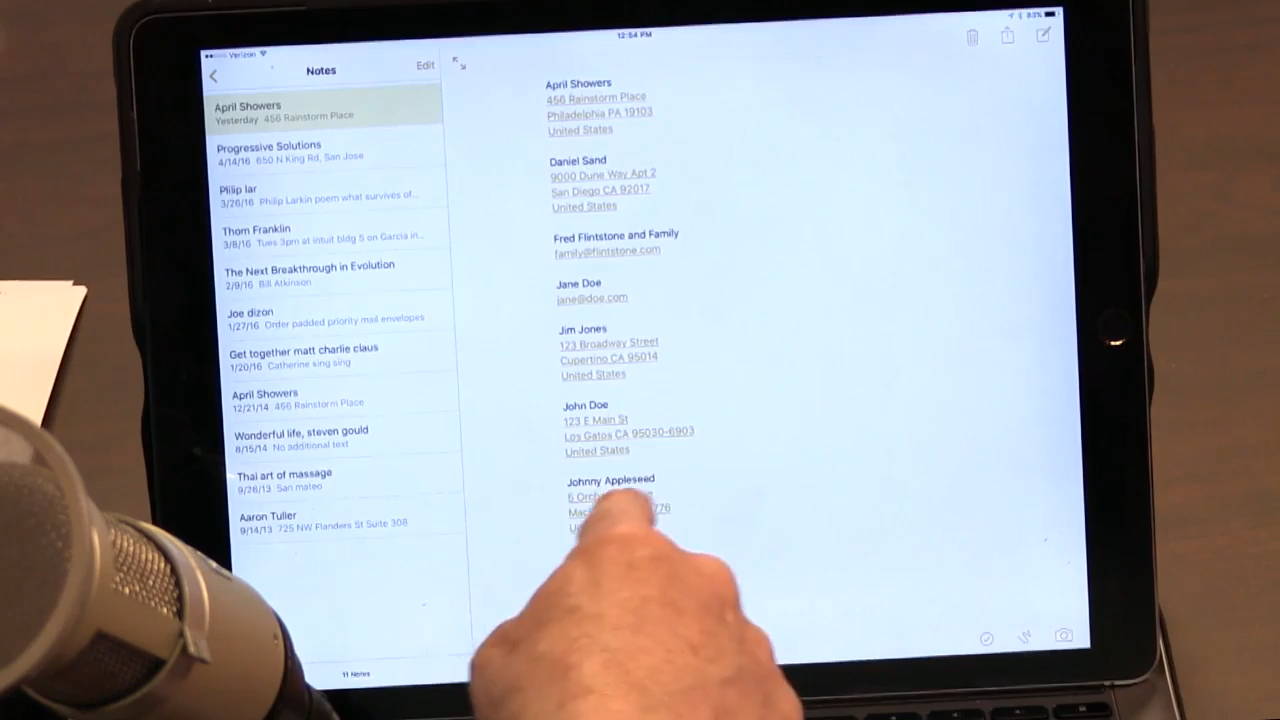 Verizon
12:54 PM
83%
Notes
Edit
April Showers
Yesterday 456 Rainstorm Place
Progressive Solutions
4/14/16 650 N King Rd, San Jose
Plilip lar
3/26/16 Philip Larkin poem what survives of...
Thom Franklin
3/8/16 Tues 3pm at intuit bldg 5 on Garcia in...
The Next Breakthrough in Evolution
2/9/16 Bill Atkinson
Joe dizon
1/27/16 Order padded priority mail envelopes
Get together matt charlie claus
1/20/16 Catherine sing sing
April Showers
12/21/14 456 Rainstorm Place
Wonderful life, steven gould
8/15/14 No additional text
Thai art of massage
9/26/13 San mateo
Aaron Tuller
9/14/13 725 NW Flanders St Suite 308
11 Notes
April Showers
456 Rainstorm Place
Philadelphia PA 19103
United States
Daniel Sand
9000 Dune Way Apt 2
San Diego CA 92017
United States
Fred Flintstone and Family
family@flintstone.com
Jane Doe
jane@doe.com
Jim Jones
123 Broadway Street
Cupertino CA 95014
United States
John Doe
123 E Main St
Los Gatos CA 95030-6903
United States
Johnny Appleseed